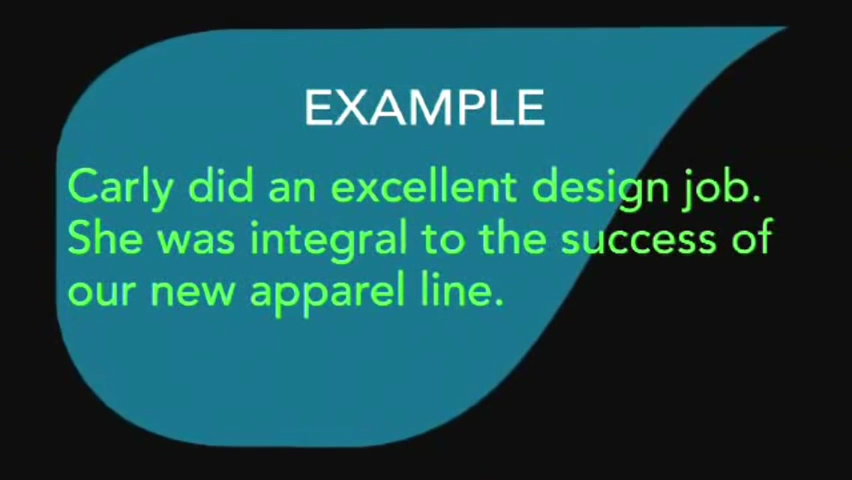 EXAMPLE
Carly did an excellent design job.
She was integral to the success of
our new apparel line.